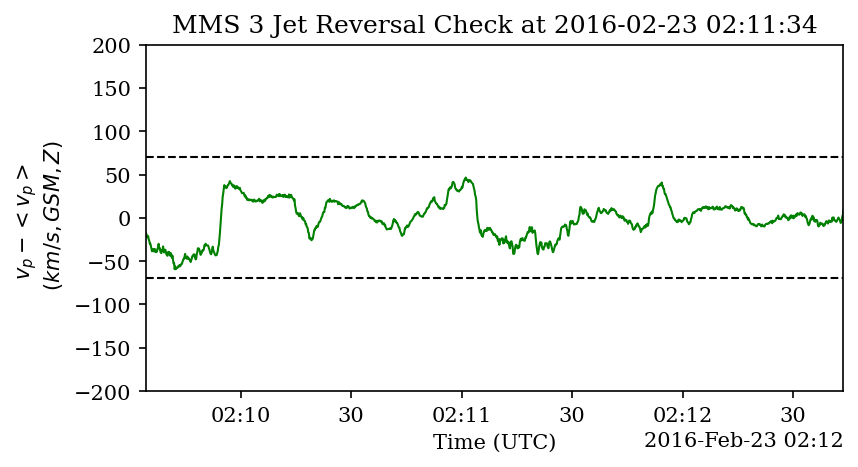 MMS 3 Jet Reversal Check at 2016-02-23 02:11:34
v_p − < v_p >
(km/s, GSM, Z)
200
150
100
50
0
−50
−100
−150
−200
02:10 30 02:11 30 02:12 30
Time (UTC)
2016-Feb-23 02:12